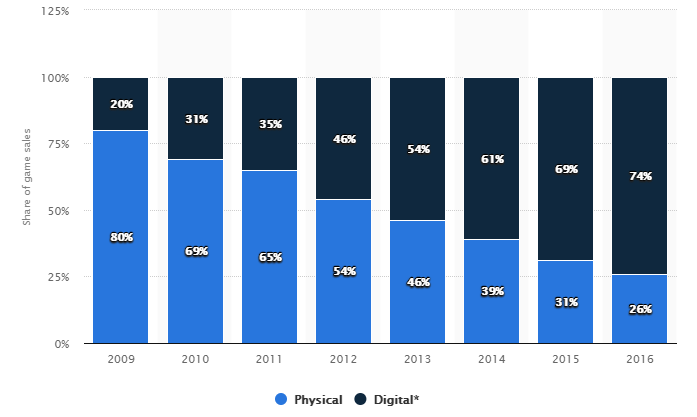 125%
100%
75%
50%
25%
0%
Share of game sales
20% 31% 35% 46% 54% 61% 69% 74%
80% 69% 65% 54% 46% 39% 31% 26%
2009 2010 2011 2012 2013 2014 2015 2016
Physical Digital*